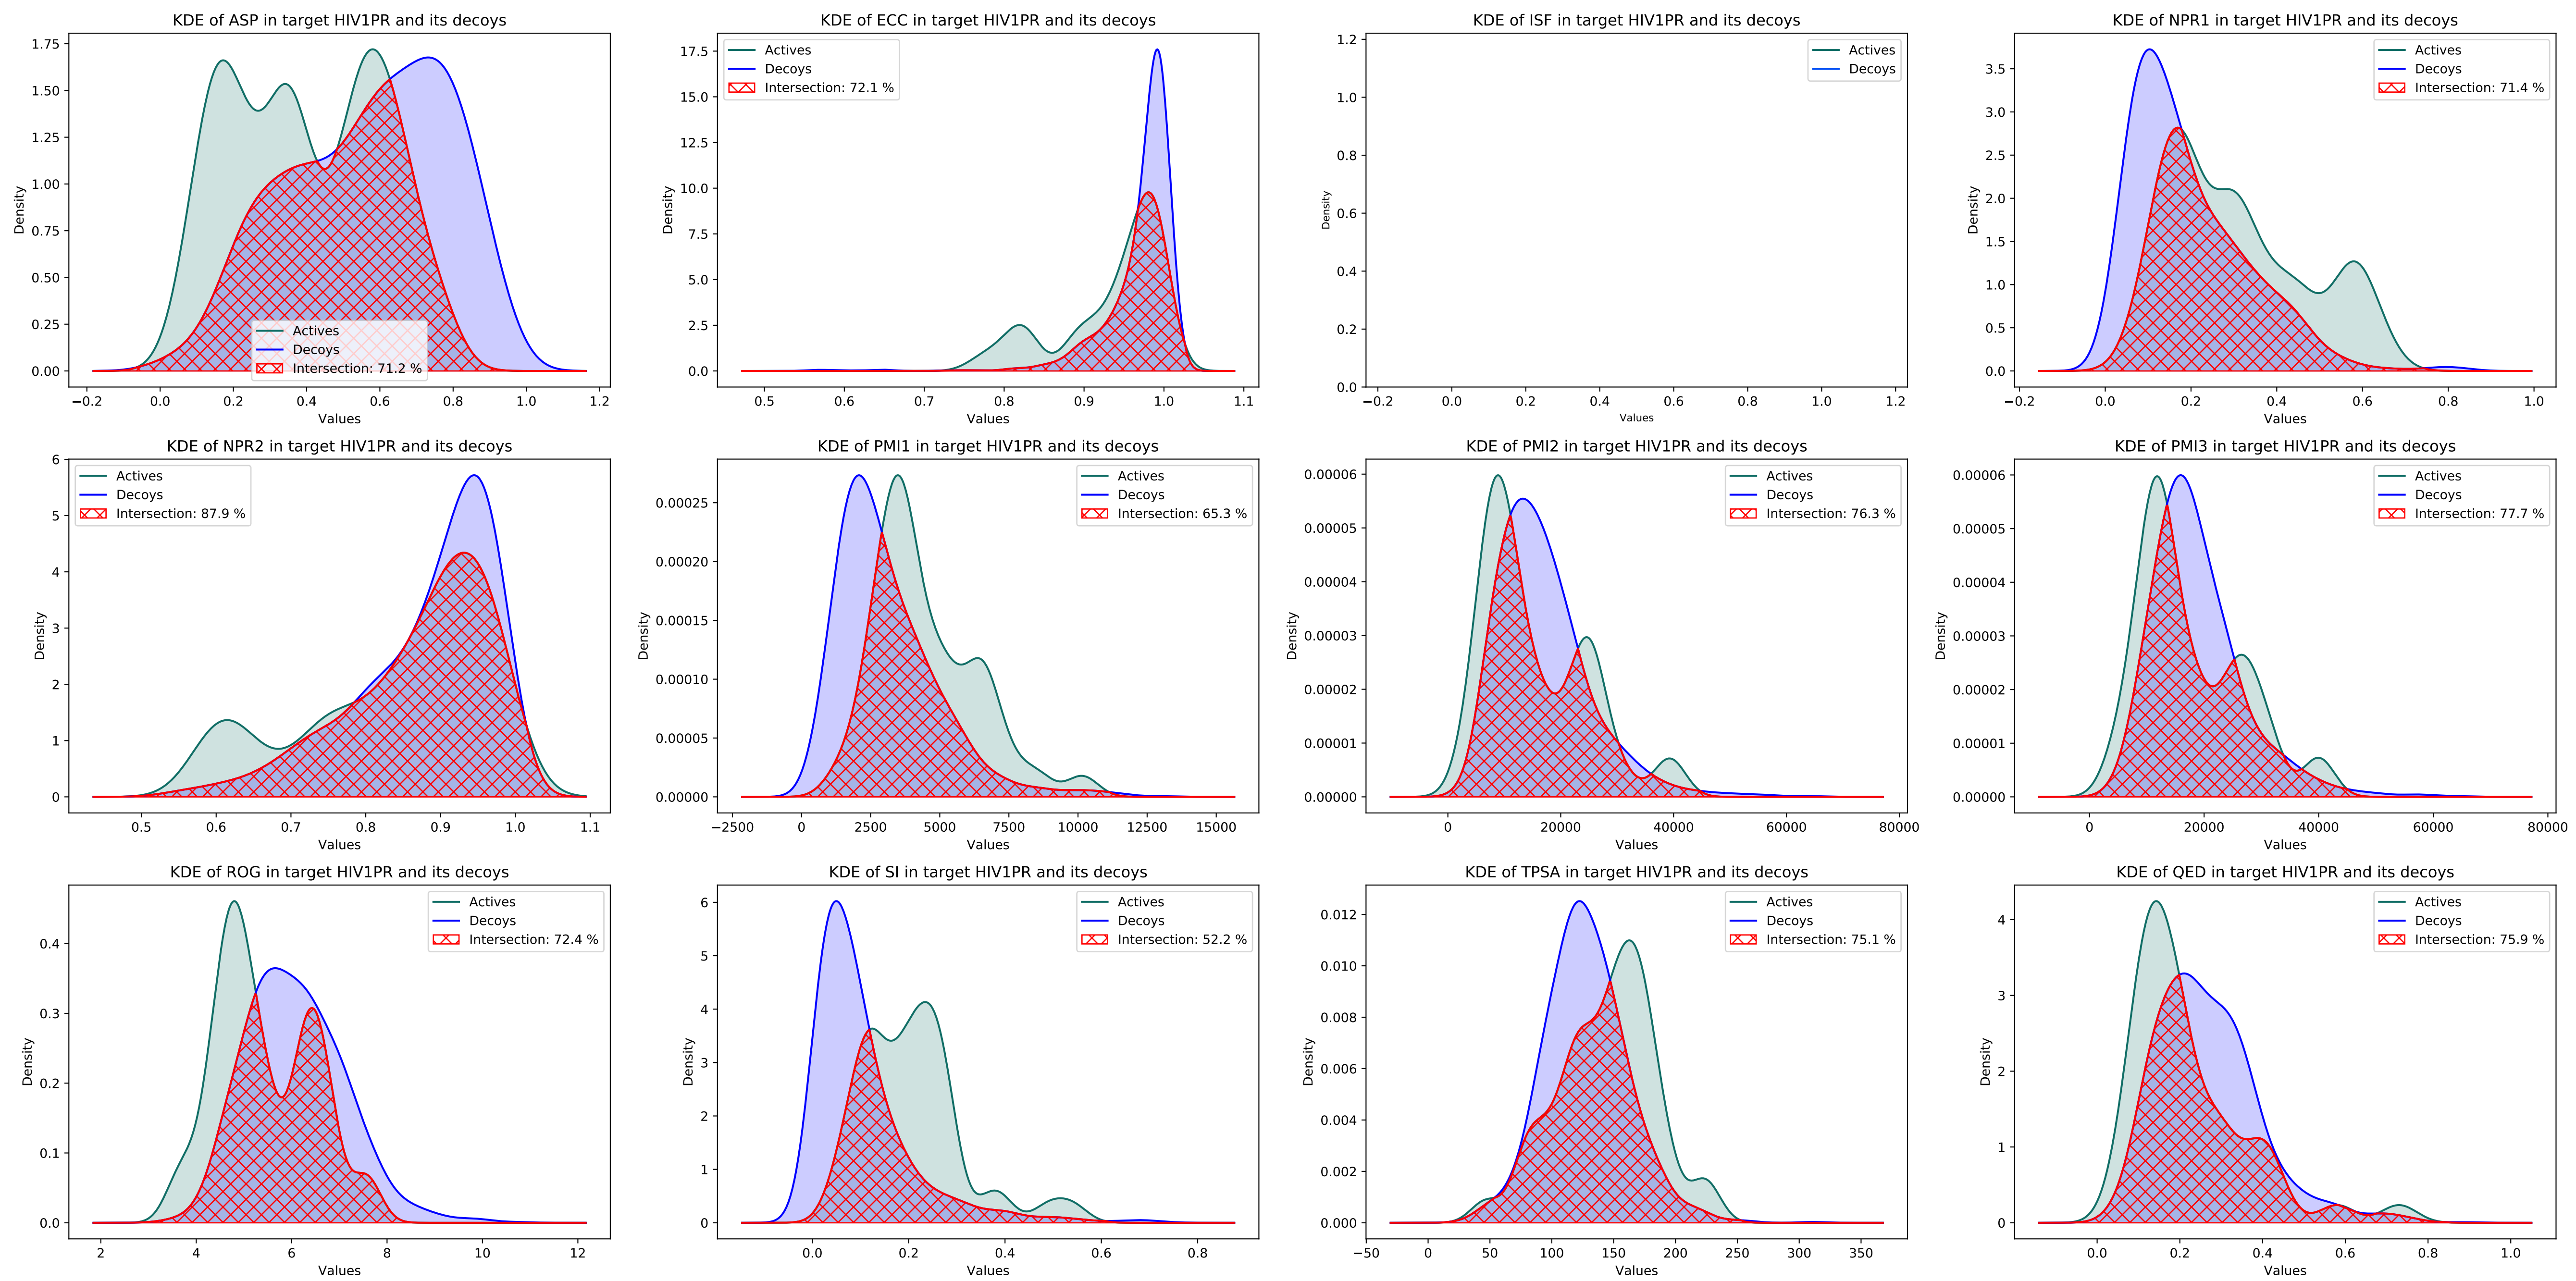 KDE of ASP in target HIV1PR and its decoys
1.75
1.50
1.25
1.00
0.75
0.50
0.25
0.00
Density
Actives
Decoys
Intersection: 71.2 %
−0.2 0.0 0.2 0.4 0.6 0.8 1.0 1.2
Values
KDE of ECC in target HIV1PR and its decoys
Actives
Decoys
Intersection: 72.1 %
17.5
15.0
12.5
10.0
7.5
5.0
2.5
0.0
Density
0.5 0.6 0.7 0.8 0.9 1.0 1.1
Values
KDE of ISF in target HIV1PR and its decoys
Actives
Decoys
1.2
1.0
0.8
0.6
0.4
0.2
0.0
Density
−0.2 0.0 0.2 0.4 0.6 0.8 1.0 1.2
Values
KDE of NPR1 in target HIV1PR and its decoys
Actives
Decoys
Intersection: 71.4 %
3.5
3.0
2.5
2.0
1.5
1.0
0.5
0.0
Density
−0.2 0.0 0.2 0.4 0.6 0.8 1.0
Values
KDE of NPR2 in target HIV1PR and its decoys
Actives
Decoys
Intersection: 87.9 %
6
5
4
3
2
1
0
Density
0.5 0.6 0.7 0.8 0.9 1.0 1.1
Values
KDE of PMI1 in target HIV1PR and its decoys
Actives
Decoys
Intersection: 65.3 %
0.00025
0.00020
0.00015
0.00010
0.00005
0.00000
Density
−2500 0 2500 5000 7500 10000 12500 15000
Values
KDE of PMI2 in target HIV1PR and its decoys
Actives
Decoys
Intersection: 76.3 %
0.00006
0.00005
0.00004
0.00003
0.00002
0.00001
0.00000
Density
0 20000 40000 60000 80000
Values
KDE of PMI3 in target HIV1PR and its decoys
Actives
Decoys
Intersection: 77.7 %
0.00006
0.00005
0.00004
0.00003
0.00002
0.00001
0.00000
Density
0 20000 40000 60000 80000
Values
KDE of ROG in target HIV1PR and its decoys
Actives
Decoys
Intersection: 72.4 %
0.4
0.3
0.2
0.1
0.0
Density
2 4 6 8 10 12
Values
KDE of SI in target HIV1PR and its decoys
Actives
Decoys
Intersection: 52.2 %
6
5
4
3
2
1
0
Density
0.0 0.2 0.4 0.6 0.8
Values
KDE of TPSA in target HIV1PR and its decoys
Actives
Decoys
Intersection: 75.1 %
0.012
0.010
0.008
0.006
0.004
0.002
0.000
Density
−50 0 50 100 150 200 250 300 350
Values
KDE of QED in target HIV1PR and its decoys
Actives
Decoys
Intersection: 75.9 %
4
3
2
1
0
Density
0.0 0.2 0.4 0.6 0.8 1.0
Values